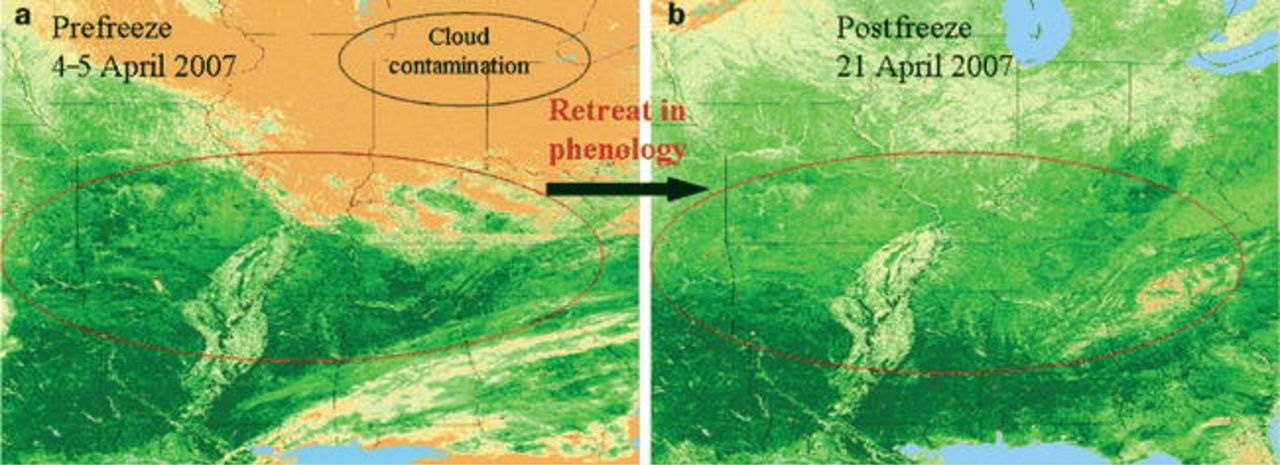 a
Prefreeze
4–5 April 2007
Cloud
contamination
Retreat in
phenology
b
Postfreeze
21 April 2007